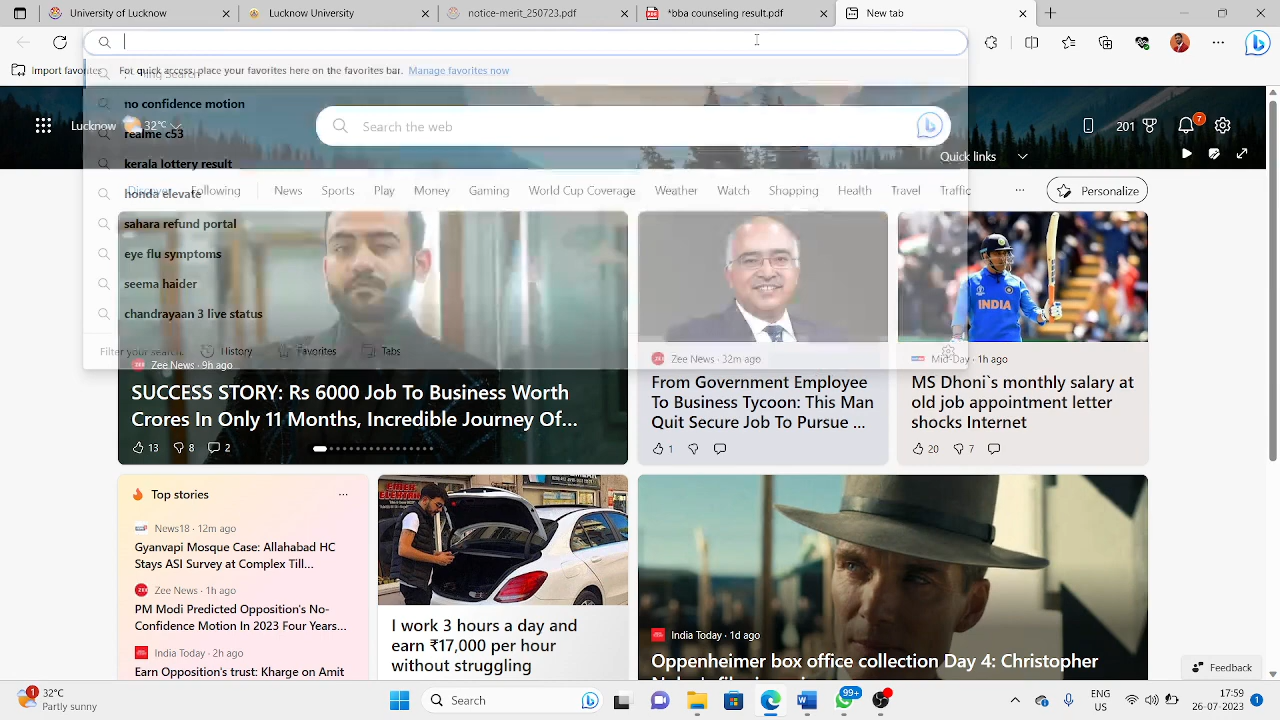 University of Lucknow
Lucknow University
notice-merit_250723.pdf
*bba counseling result.pdf
New tab
Import favorites
For quick access, place your favorites here on the favorites bar. Manage favorites now
no confidence motion
realme c53
kerala lottery result
honda elevate
sahara refund portal
eye flu symptoms
seema haider
chandrayaan 3 live status
Filter your search:
History
Favorites
Tabs
Lucknow
32°C
Search the web
201
7
Quick links
Discover
Following
News
Sports
Play
Money
Gaming
World Cup Coverage
Weather
Watch
Shopping
Health
Travel
Traffic
...
Personalize
INDIA
Zee News · 9h ago
SUCCESS STORY: Rs 6000 Job To Business Worth
Crores In Only 11 Months, Incredible Journey Of...
13
8
2
Zee News · 32m ago
From Government Employee
To Business Tycoon: This Man
Quit Secure Job To Pursue ...
1
Mid-Day · 1h ago
MS Dhoni`s monthly salary at
old job appointment letter
shocks Internet
20
7
Top stories
...
News18 · 12m ago
Gyanvapi Mosque Case: Allahabad HC
Stays ASI Survey at Complex Till...
Zee News · 1h ago
PM Modi Predicted Opposition's No-
Confidence Motion In 2023 Four Years...
India Today · 2h ago
Earn Opposition's trust: Kharge on Amit
I work 3 hours a day and
earn ₹17,000 per hour
without struggling
India Today · 1d ago
Oppenheimer box office collection Day 4: Christopher
Feedback
1
32°C
Partly sunny
Search
99+
ENG
US
17:59
26-07-2023
1